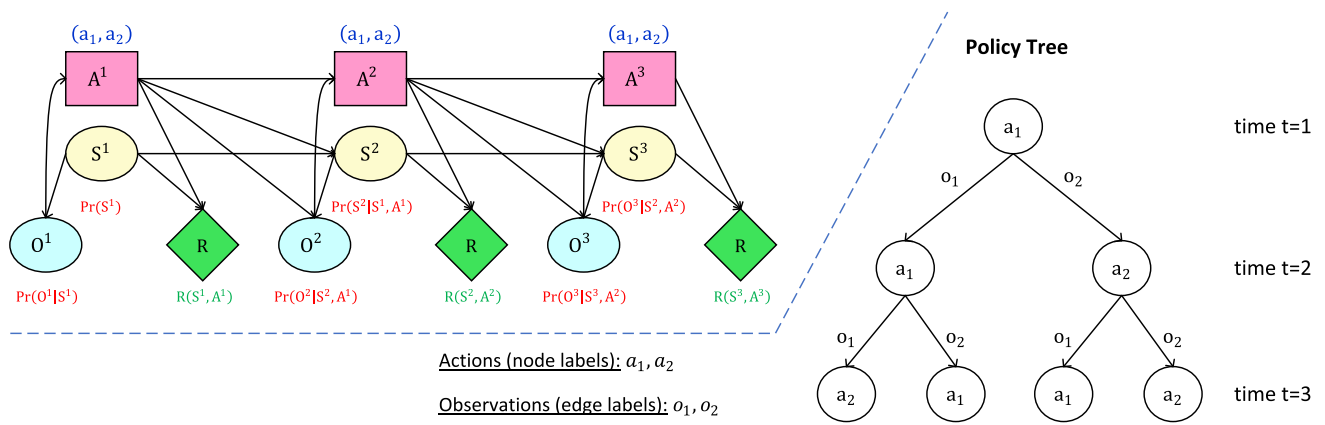 (a₁, a₂) (a₁, a₂) (a₁, a₂)
A¹ A² A³
S¹ S² S³
Pr(S¹) Pr(S²|S¹, A¹) Pr(O³|S², A²)
O¹ R O² R O³ R
Pr(O¹|S¹) R(S¹, A¹) Pr(O²|S², A¹) R(S², A²) Pr(O³|S³, A²) R(S³, A³)
Actions (node labels): a₁, a₂
Observations (edge labels): o₁, o₂
Policy Tree
a₁ time t=1
o₁ o₂
a₁ a₂ time t=2
o₁ o₂ o₁ o₂
a₂ a₁ a₁ a₂ time t=3